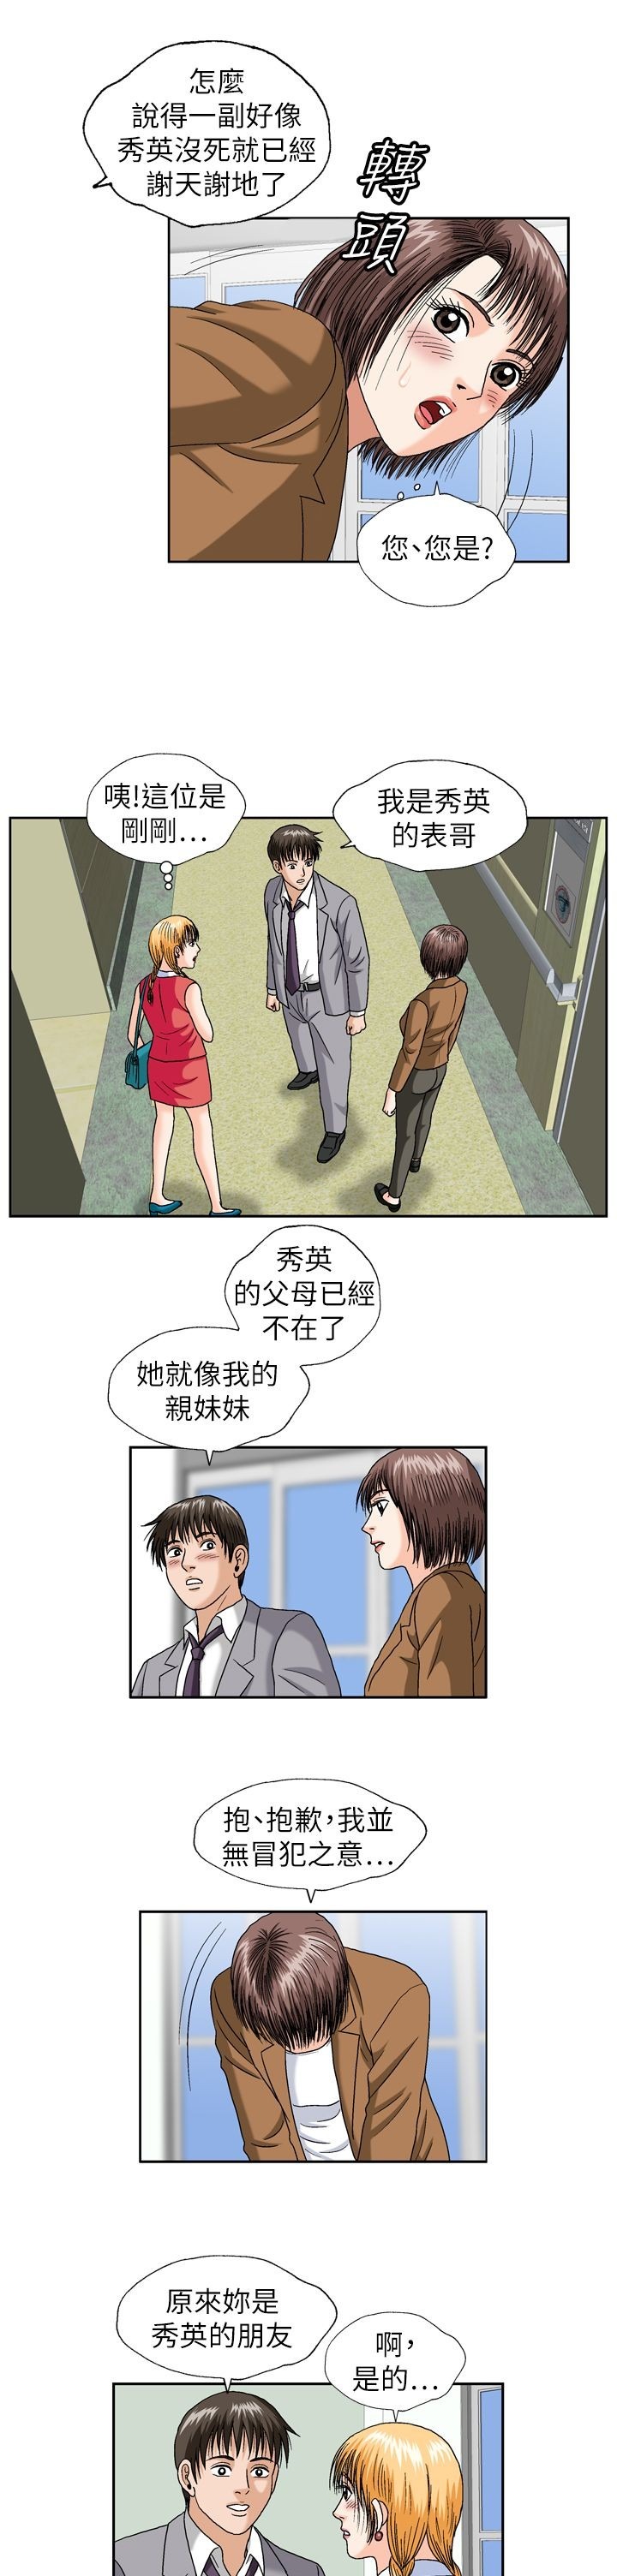 怎麼
說得一副好像
秀英沒死就已經
謝天謝地了
轉
頭
您、您是?
咦!這位是
剛剛...
我是秀英
的表哥
秀英
的父母已經
不在了
她就像我的
親妹妹
抱、抱歉，我並
無冒犯之意...
原來妳是
秀英的朋友
啊，
是的...